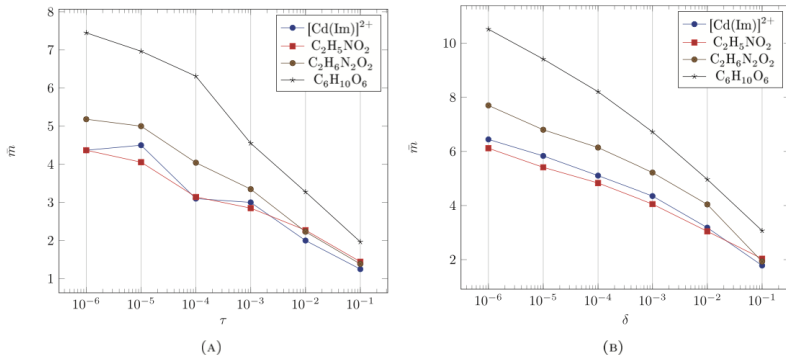 8
7
6
5
4
3
2
1
m̄
10⁻⁶ 10⁻⁵ 10⁻⁴ 10⁻³ 10⁻² 10⁻¹
τ
[Cd(Im)]²⁺
C₂H₅NO₂
C₂H₆N₂O₂
C₆H₁₀O₆
(A)
10
8
6
4
2
m̄
10⁻⁶ 10⁻⁵ 10⁻⁴ 10⁻³ 10⁻² 10⁻¹
δ
[Cd(Im)]²⁺
C₂H₅NO₂
C₂H₆N₂O₂
C₆H₁₀O₆
(B)